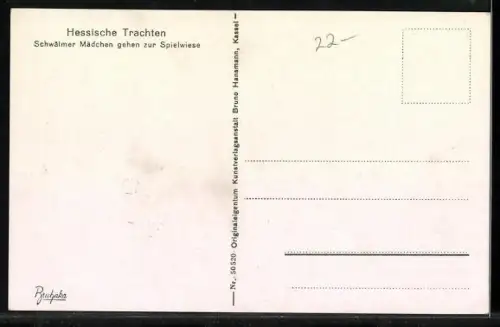 Hessische Trachten
Schwälmer Mädchen gehen zur Spielwiese
22-
—Nr. 50520· Originaleigentum Kunstverlagsanstalt Bruno Hansmann, Kassel—